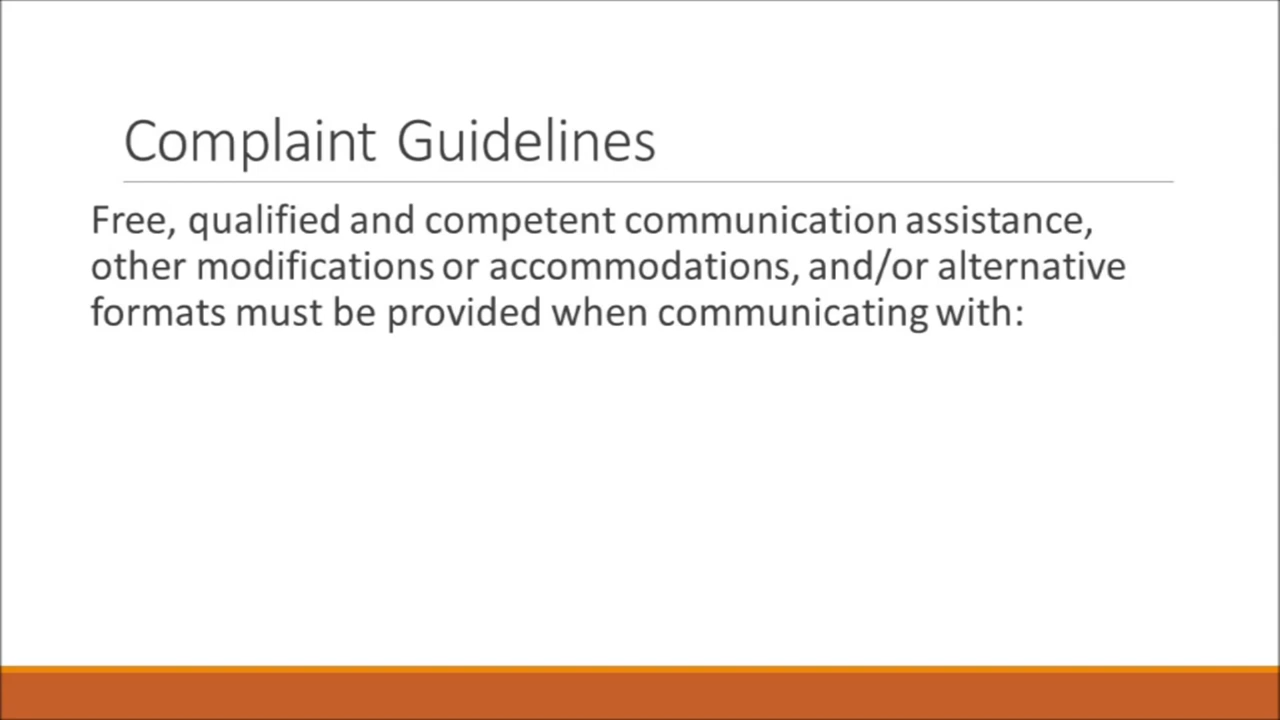 Complaint Guidelines
Free, qualified and competent communication assistance,
other modifications or accommodations, and/or alternative
formats must be provided when communicating with: